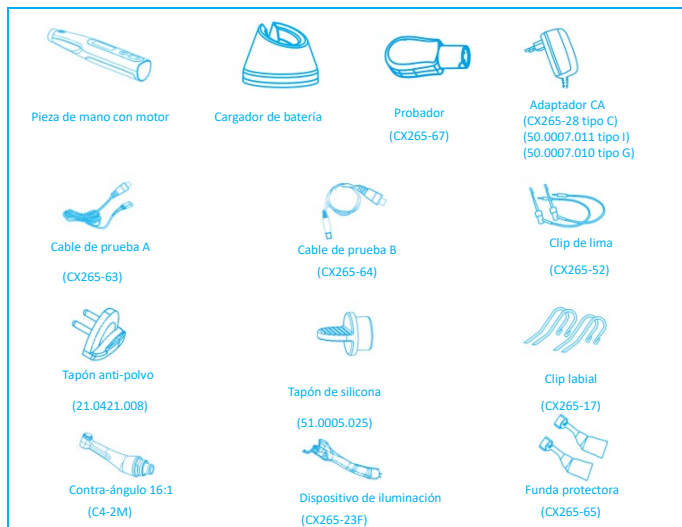 Pieza de mano con motor
Cargador de batería
Probador
(CX265-67)
Adaptador CA
(CX265-28 tipo C)
(50.0007.011 tipo I)
(50.0007.010 tipo G)
Cable de prueba A
(CX265-63)
Cable de prueba B
(CX265-64)
Clip de lima
(CX265-52)
Tapón anti-polvo
(21.0421.008)
Tapón de silicona
(51.0005.025)
Clip labial
(CX265-17)
Contra-ángulo 16:1
(C4-2M)
Dispositivo de iluminación
(CX265-23F)
Funda protectora
(CX265-65)